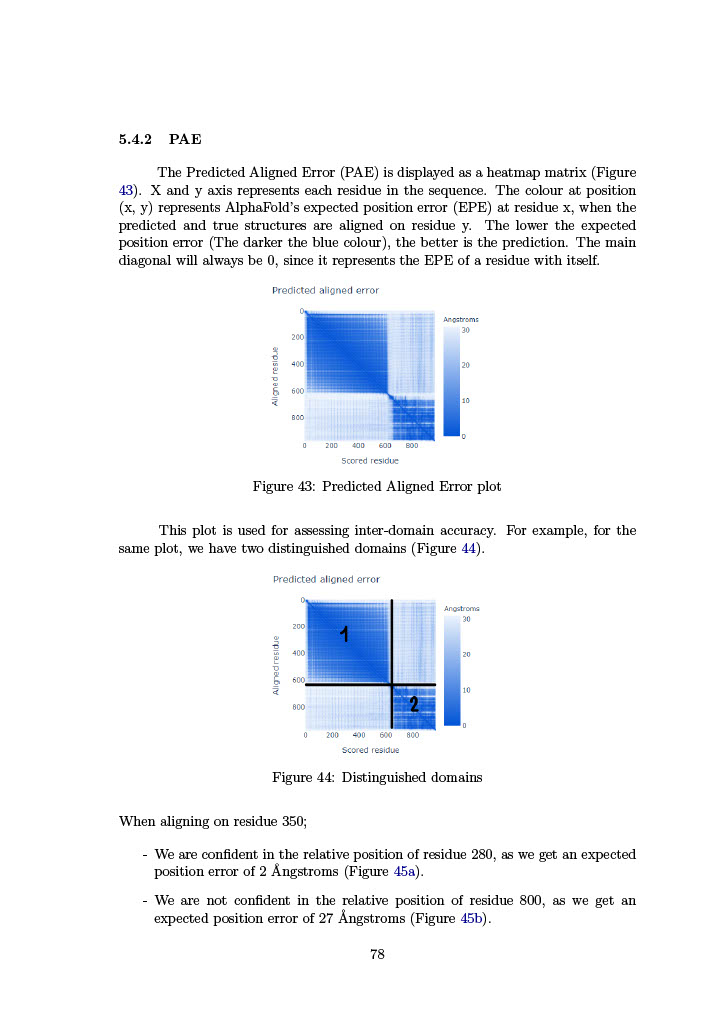 5.4.2 PAE
The Predicted Aligned Error (PAE) is displayed as a heatmap matrix (Figure
43). X and y axis represents each residue in the sequence. The colour at position
(x, y) represents AlphaFold's expected position error (EPE) at residue x, when the
predicted and true structures are aligned on residue y. The lower the expected
position error (The darker the blue colour), the better is the prediction. The main
diagonal will always be 0, since it represents the EPE of a residue with itself.
Predicted aligned error
Aligned residue
0
200
400
600
800
0 200 400 600 800
Scored residue
Angstroms
30
20
10
0
Figure 43: Predicted Aligned Error plot
This plot is used for assessing inter-domain accuracy. For example, for the
same plot, we have two distinguished domains (Figure 44).
Predicted aligned error
Aligned residue
0
200
400
600
800
1
2
0 200 400 600 800
Scored residue
Angstroms
30
20
10
0
Figure 44: Distinguished domains
When aligning on residue 350;
- We are confident in the relative position of residue 280, as we get an expected
position error of 2 Ångstroms (Figure 45a).
- We are not confident in the relative position of residue 800, as we get an
expected position error of 27 Ångstroms (Figure 45b).
78